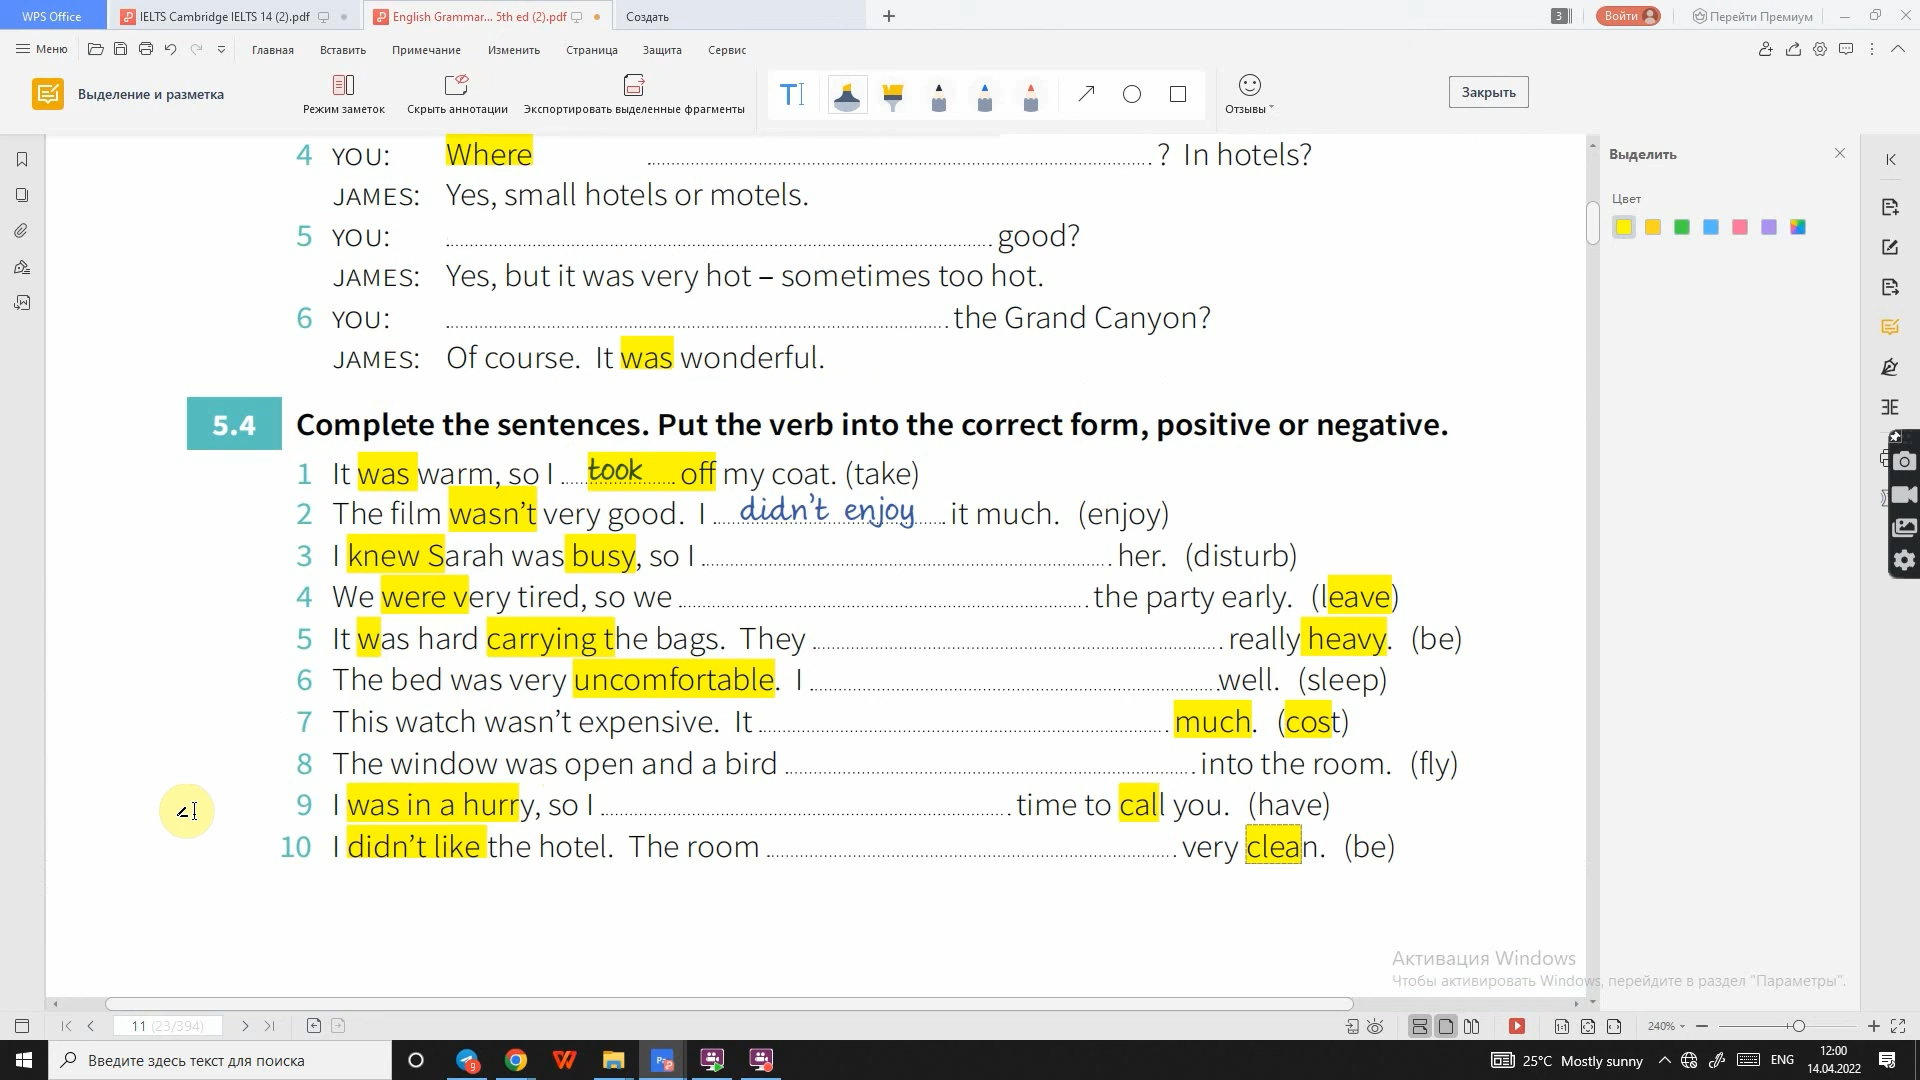 WPS Office
IELTS Cambridge IELTS 14 (2).pdf
English Grammar... 5th ed (2).pdf
Создать
3
Войти
Перейти Премиум
Меню
Главная
Вставить
Примечание
Изменить
Страница
Защита
Сервис
Выделение и разметка
Режим заметок
Скрыть аннотации
Экспортировать выделенные фрагменты
Отзывы
Закрыть
4 YOU: Where ? In hotels?
JAMES: Yes, small hotels or motels.
5 YOU: good?
JAMES: Yes, but it was very hot – sometimes too hot.
6 YOU: the Grand Canyon?
JAMES: Of course. It was wonderful.
5.4 Complete the sentences. Put the verb into the correct form, positive or negative.
1 It was warm, so I took off my coat. (take)
2 The film wasn't very good. I didn't enjoy it much. (enjoy)
3 I knew Sarah was busy, so I her. (disturb)
4 We were very tired, so we the party early. (leave)
5 It was hard carrying the bags. They really heavy. (be)
6 The bed was very uncomfortable. I well. (sleep)
7 This watch wasn't expensive. It much. (cost)
8 The window was open and a bird into the room. (fly)
9 I was in a hurry, so I time to call you. (have)
10 I didn't like the hotel. The room very clean. (be)
Выделить
Цвет
Активация Windows
Чтобы активировать Windows, перейдите в раздел "Параметры".
11 (23/394)
240%
Введите здесь текст для поиска
25°C Mostly sunny
ENG
12:00
14.04.2022